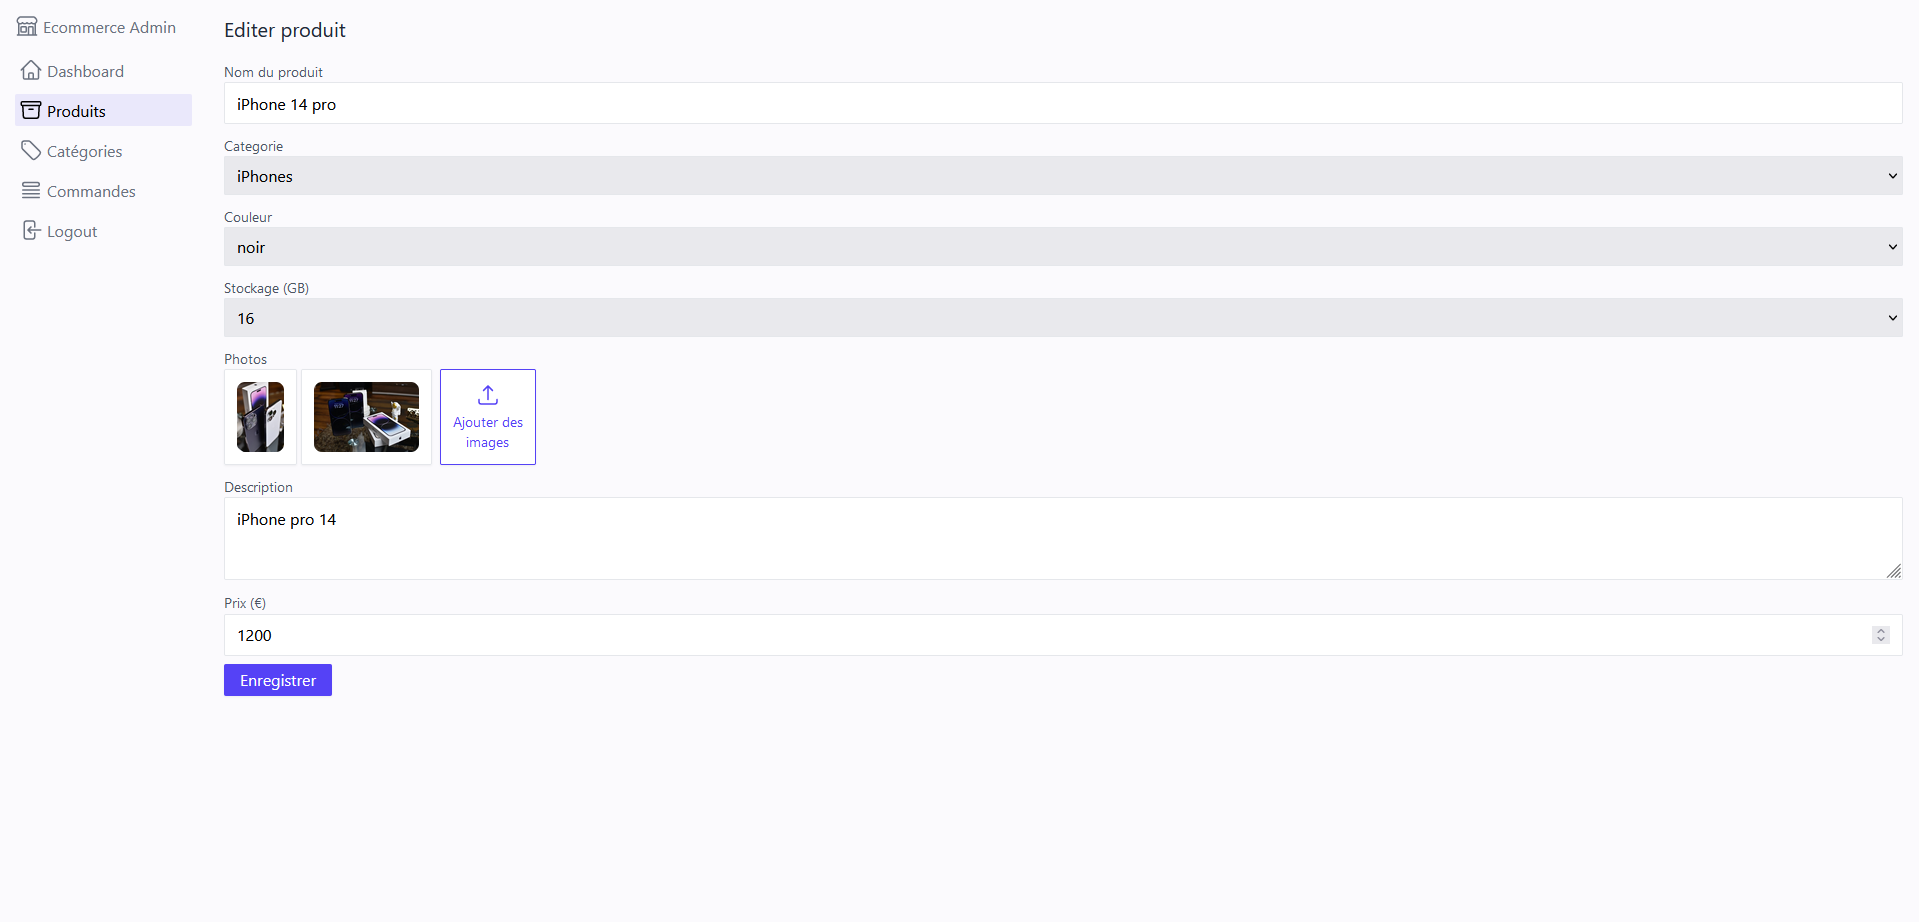 Ecommerce Admin
Dashboard
Produits
Catégories
Commandes
Logout
Editer produit
Nom du produit
iPhone 14 pro
Categorie
iPhones
Couleur
noir
Stockage (GB)
16
Photos
Ajouter des
images
Description
iPhone pro 14
Prix (€)
1200
Enregistrer